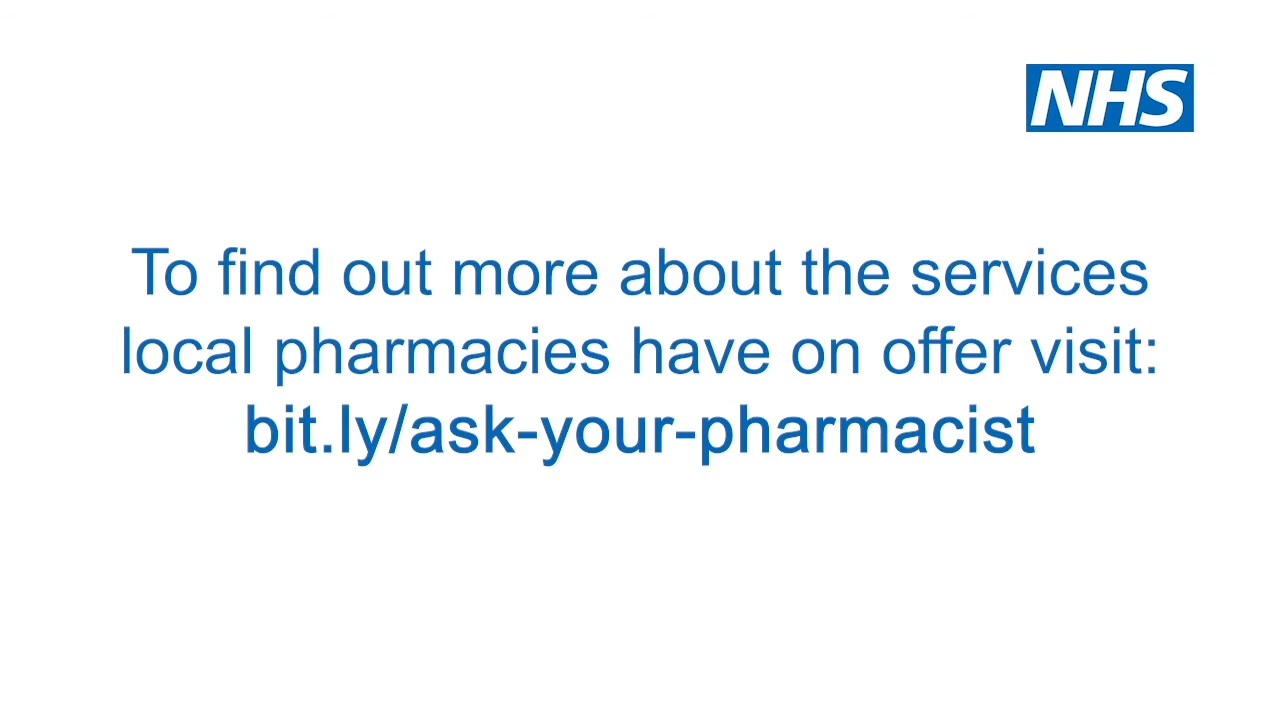 NHS
To find out more about the services
local pharmacies have on offer visit:
bit.ly/ask-your-pharmacist